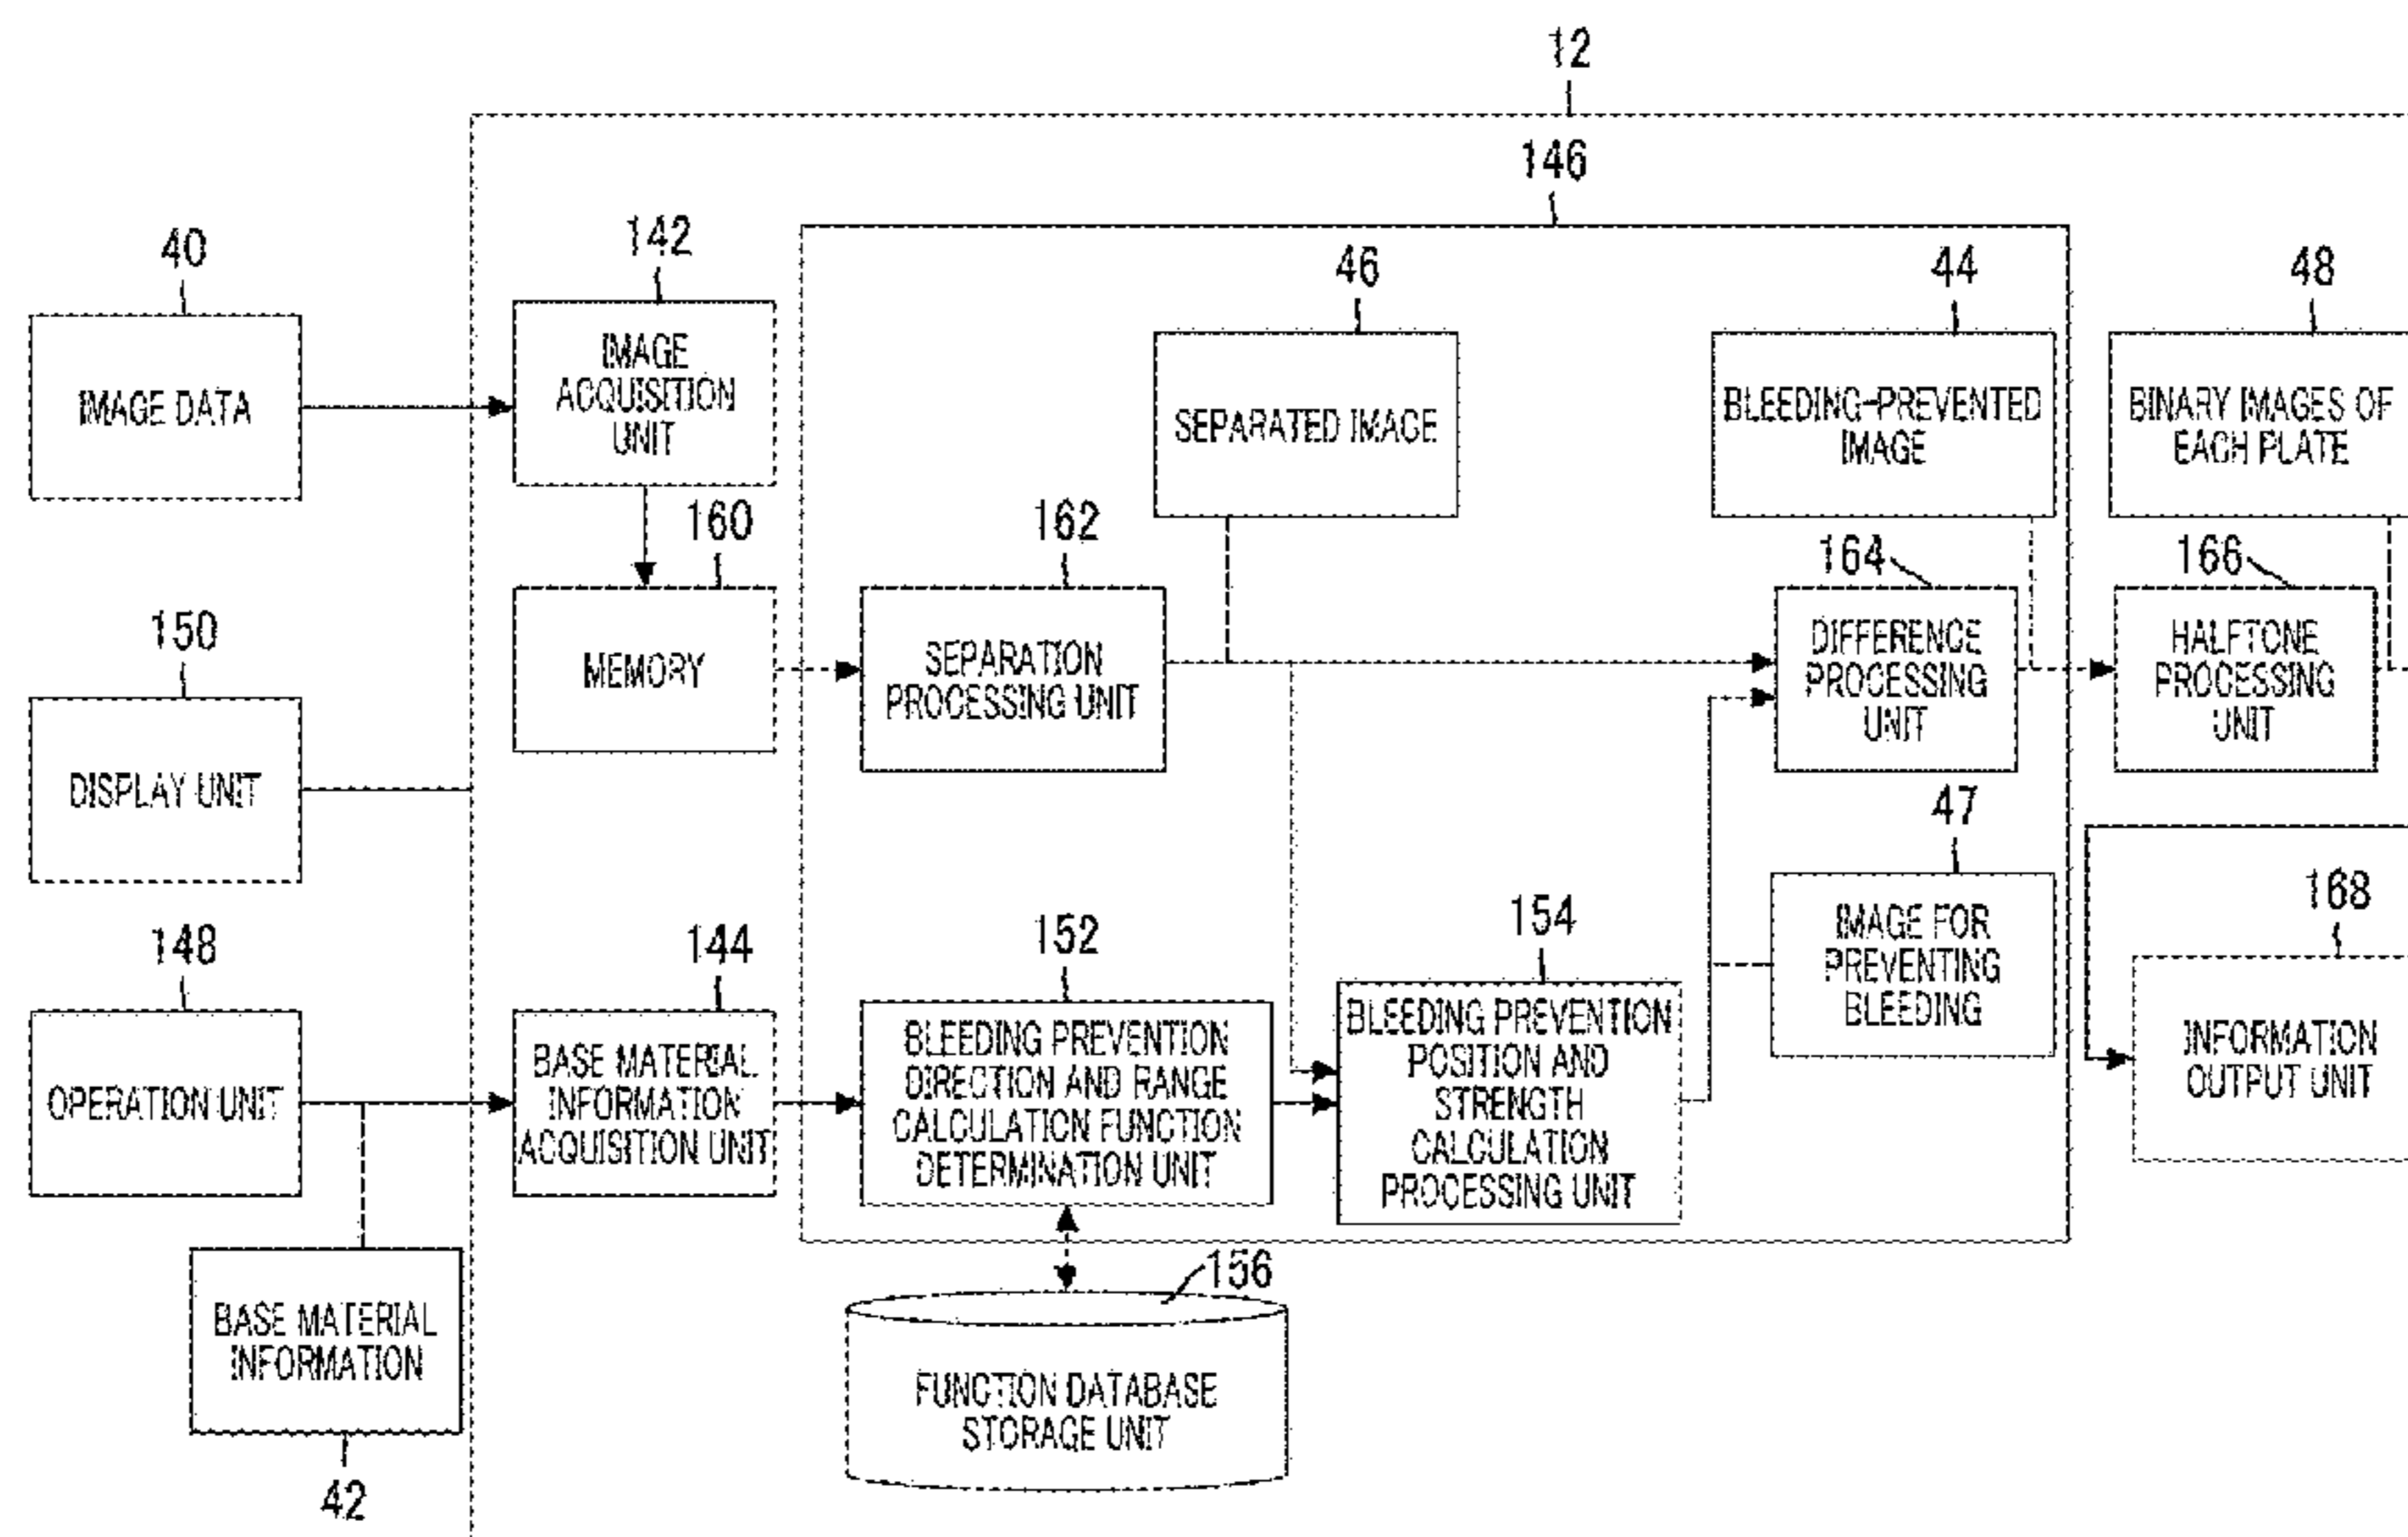 12
146
40
142
46
44
48
IMAGE DATA
IMAGE
ACQUISITION
UNIT
SEPARATED IMAGE
BLEEDING-PREVENTED
IMAGE
BINARY IMAGES OF
EACH PLATE
160
162
164
166
150
MEMORY
SEPARATION
PROCESSING UNIT
DIFFERENCE
PROCESSING
UNIT
HALFTONE
PROCESSING
UNIT
DISPLAY UNIT
47
148
144
152
154
IMAGE FOR
PREVENTING
BLEEDING
168
OPERATION UNIT
BASE MATERIAL
INFORMATION
ACQUISITION UNIT
BLEEDING PREVENTION
DIRECTION AND RANGE
CALCULATION FUNCTION
DETERMINATION UNIT
BLEEDING PREVENTION
POSITION AND
STRENGTH
CALCULATION
PROCESSING UNIT
INFORMATION
OUTPUT UNIT
156
BASE MATERIAL
INFORMATION
FUNCTION DATABASE
STORAGE UNIT
42